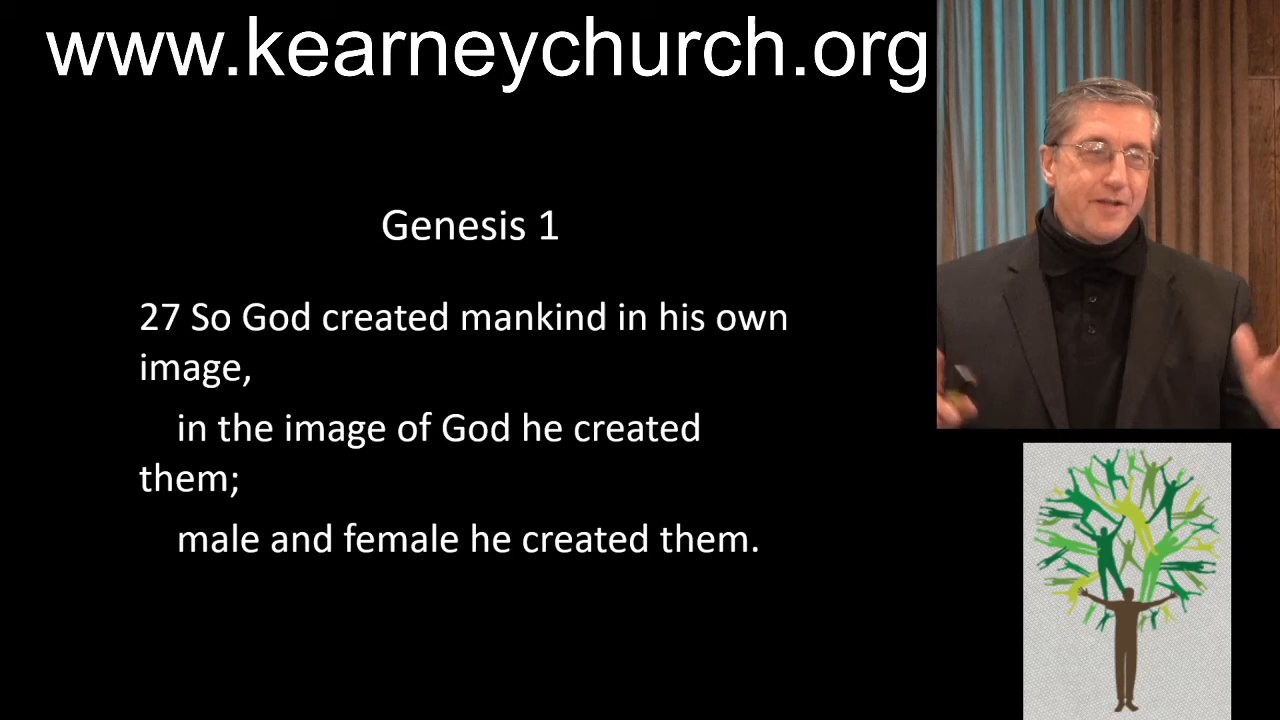 www.kearneychurch.org
Genesis 1
27 So God created mankind in his own
image,
in the image of God he created
them;
male and female he created them.